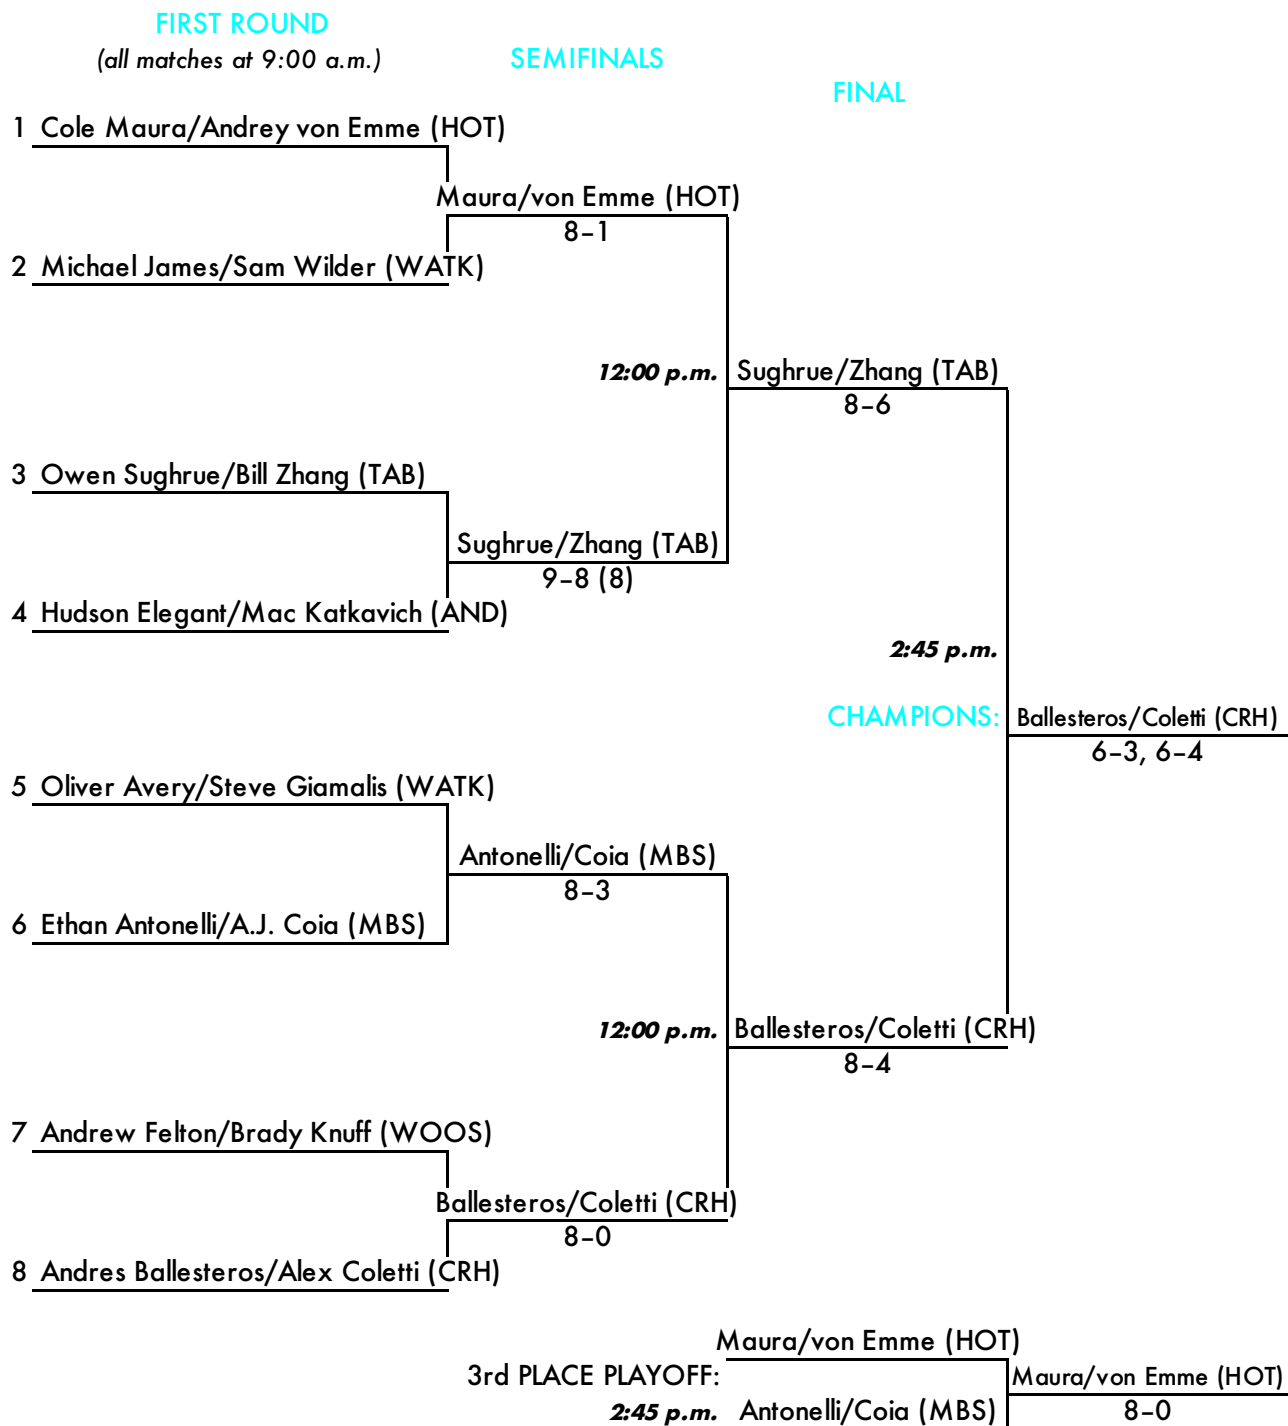 FIRST ROUND
(all matches at 9:00 a.m.)
SEMIFINALS
FINAL
1 Cole Maura/Andrey von Emme (HOT)
Maura/von Emme (HOT)
8–1
2 Michael James/Sam Wilder (WATK)
12:00 p.m. Sughrue/Zhang (TAB)
8–6
3 Owen Sughrue/Bill Zhang (TAB)
Sughrue/Zhang (TAB)
9–8 (8)
4 Hudson Elegant/Mac Katkavich (AND)
2:45 p.m.
CHAMPIONS: Ballesteros/Coletti (CRH)
6–3, 6–4
5 Oliver Avery/Steve Giamalis (WATK)
Antonelli/Coia (MBS)
8–3
6 Ethan Antonelli/A.J. Coia (MBS)
12:00 p.m. Ballesteros/Coletti (CRH)
8–4
7 Andrew Felton/Brady Knuff (WOOS)
Ballesteros/Coletti (CRH)
8–0
8 Andres Ballesteros/Alex Coletti (CRH)
Maura/von Emme (HOT)
3rd PLACE PLAYOFF: Maura/von Emme (HOT)
2:45 p.m. Antonelli/Coia (MBS) 8–0